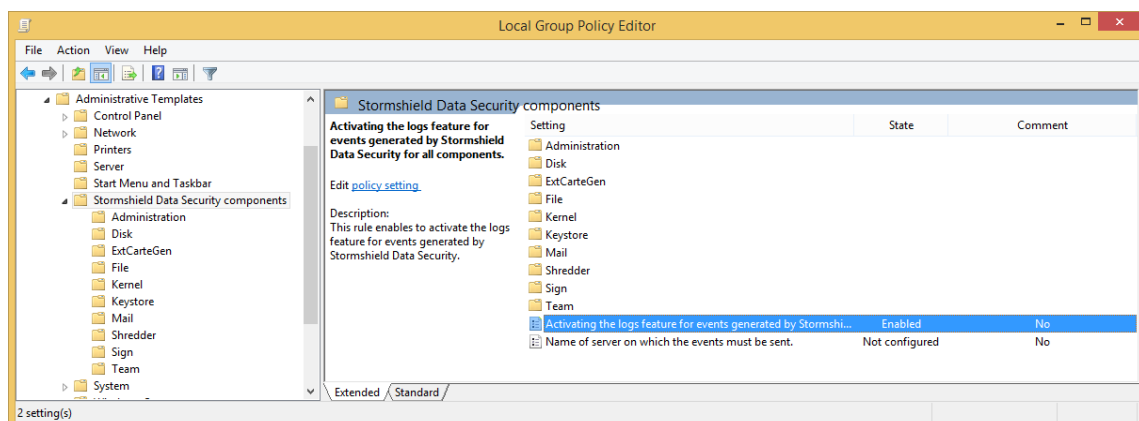 Local Group Policy Editor
File Action View Help
Administrative Templates
Control Panel
Network
Printers
Server
Start Menu and Taskbar
Stormshield Data Security components
Administration
Disk
ExtCarteGen
File
Kernel
Keystore
Mail
Shredder
Sign
Team
System
Stormshield Data Security components
Activating the logs feature for
events generated by Stormshield
Data Security for all components.
Edit policy setting
Description:
This rule enables to activate the logs
feature for events generated by
Stormshield Data Security.
Setting State Comment
Administration
Disk
ExtCarteGen
File
Kernel
Keystore
Mail
Shredder
Sign
Team
Activating the logs feature for events generated by Stormshi... Enabled No
Name of server on which the events must be sent. Not configured No
Extended Standard
2 setting(s)